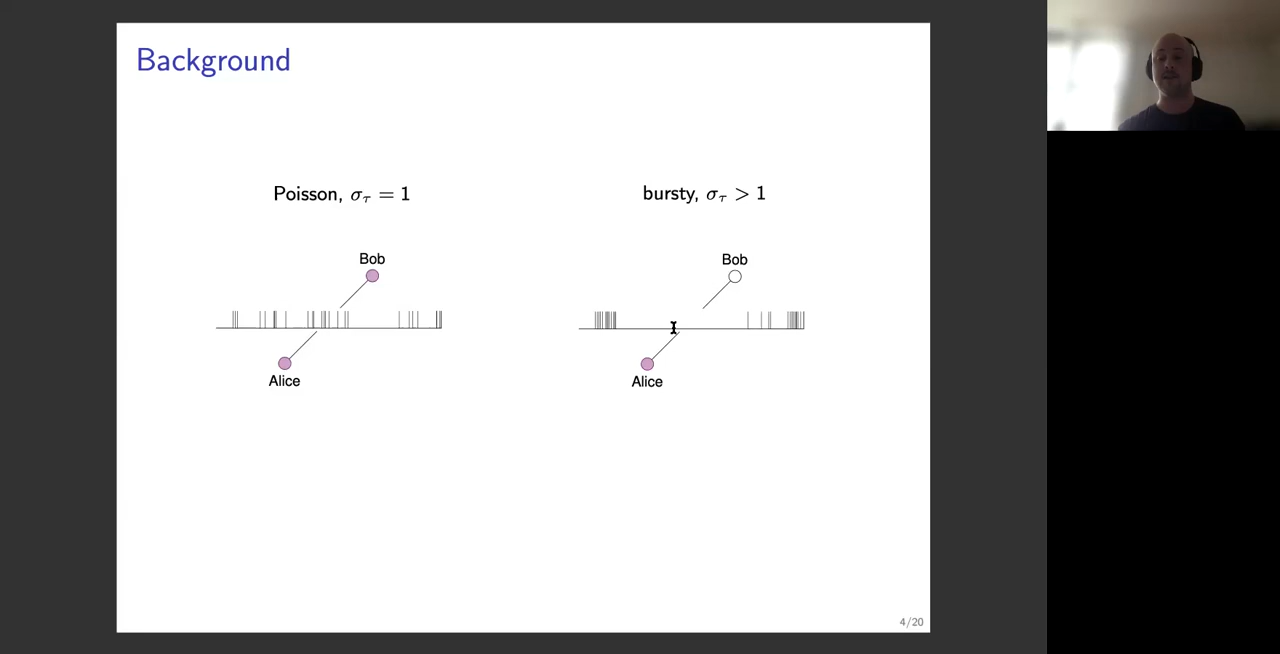 Background
Poisson, σ_τ = 1
bursty, σ_τ > 1
Bob
Bob
Alice
Alice
4/20